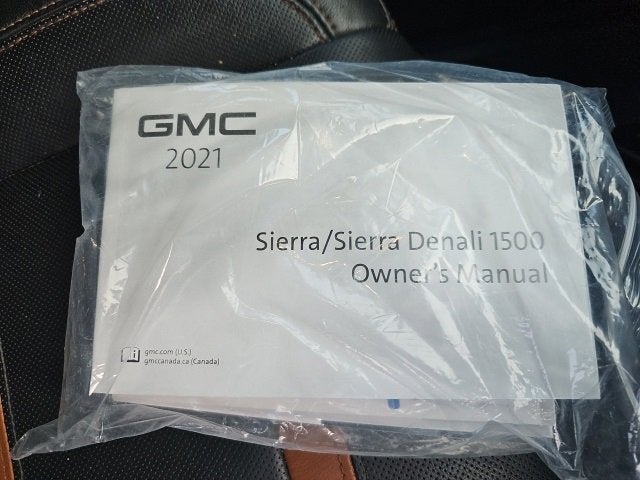 GMC
2021
Sierra/Sierra Denali 1500
Owner's Manual
gmc.com (U.S.)
gmccanada.ca (Canada)